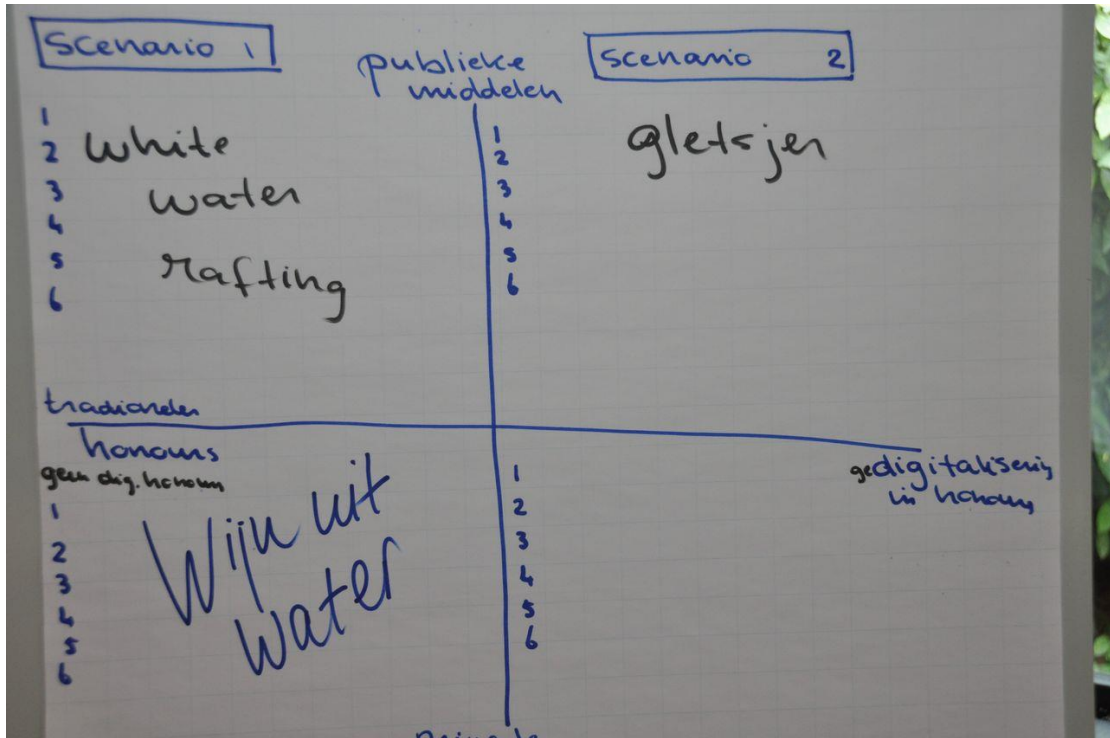 Scenario 1
publieke
middelen
Scenario 2
1
2
3
4
5
6
white
water
rafting
1
2
3
4
5
6
gletsjer
honours
geen dig. honours
gedigitalisering
in honours
1
2
3
4
5
6
Wijn uit
water
1
2
3
4
5
6